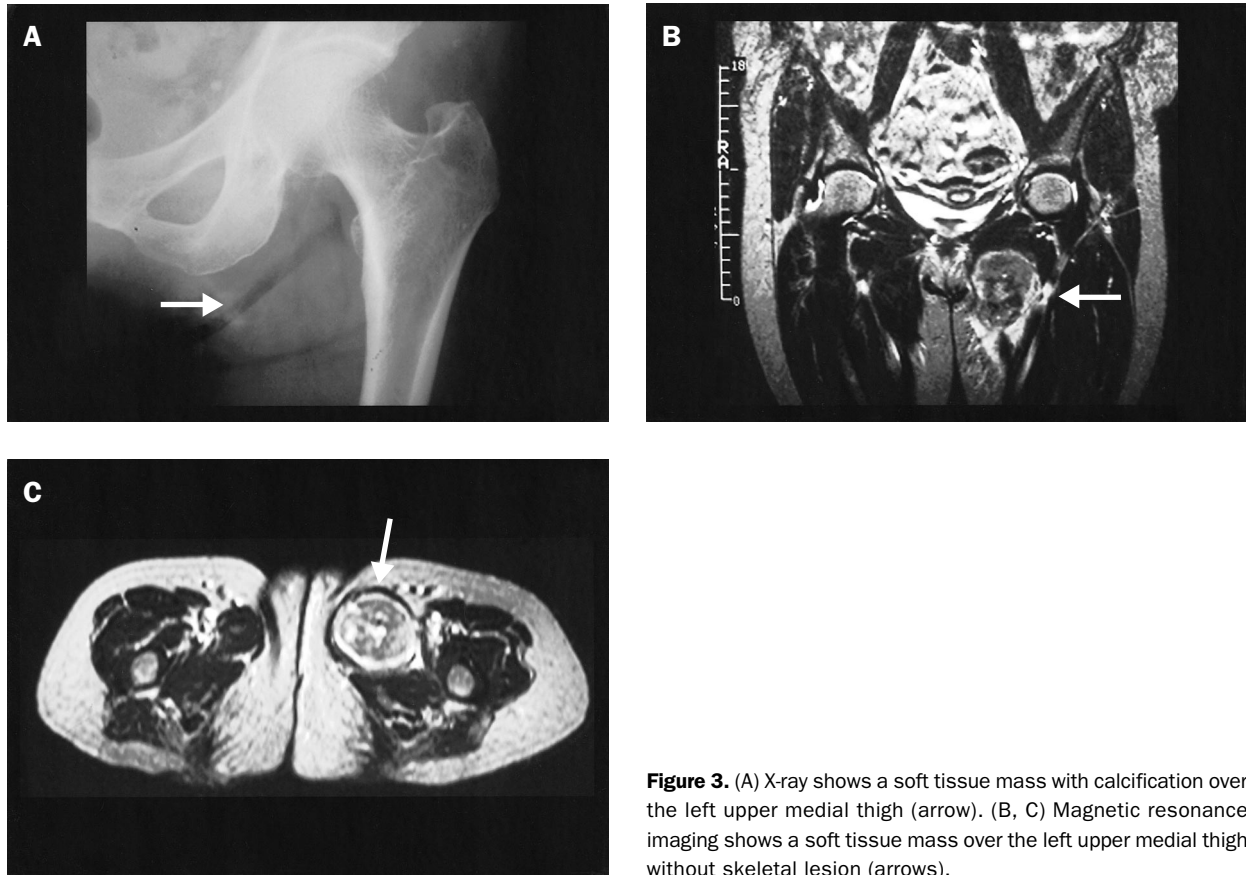 A
B
18
R
A
0
C
Figure 3. (A) X-ray shows a soft tissue mass with calcification over
the left upper medial thigh (arrow). (B, C) Magnetic resonance
imaging shows a soft tissue mass over the left upper medial thigh
without skeletal lesion (arrows).